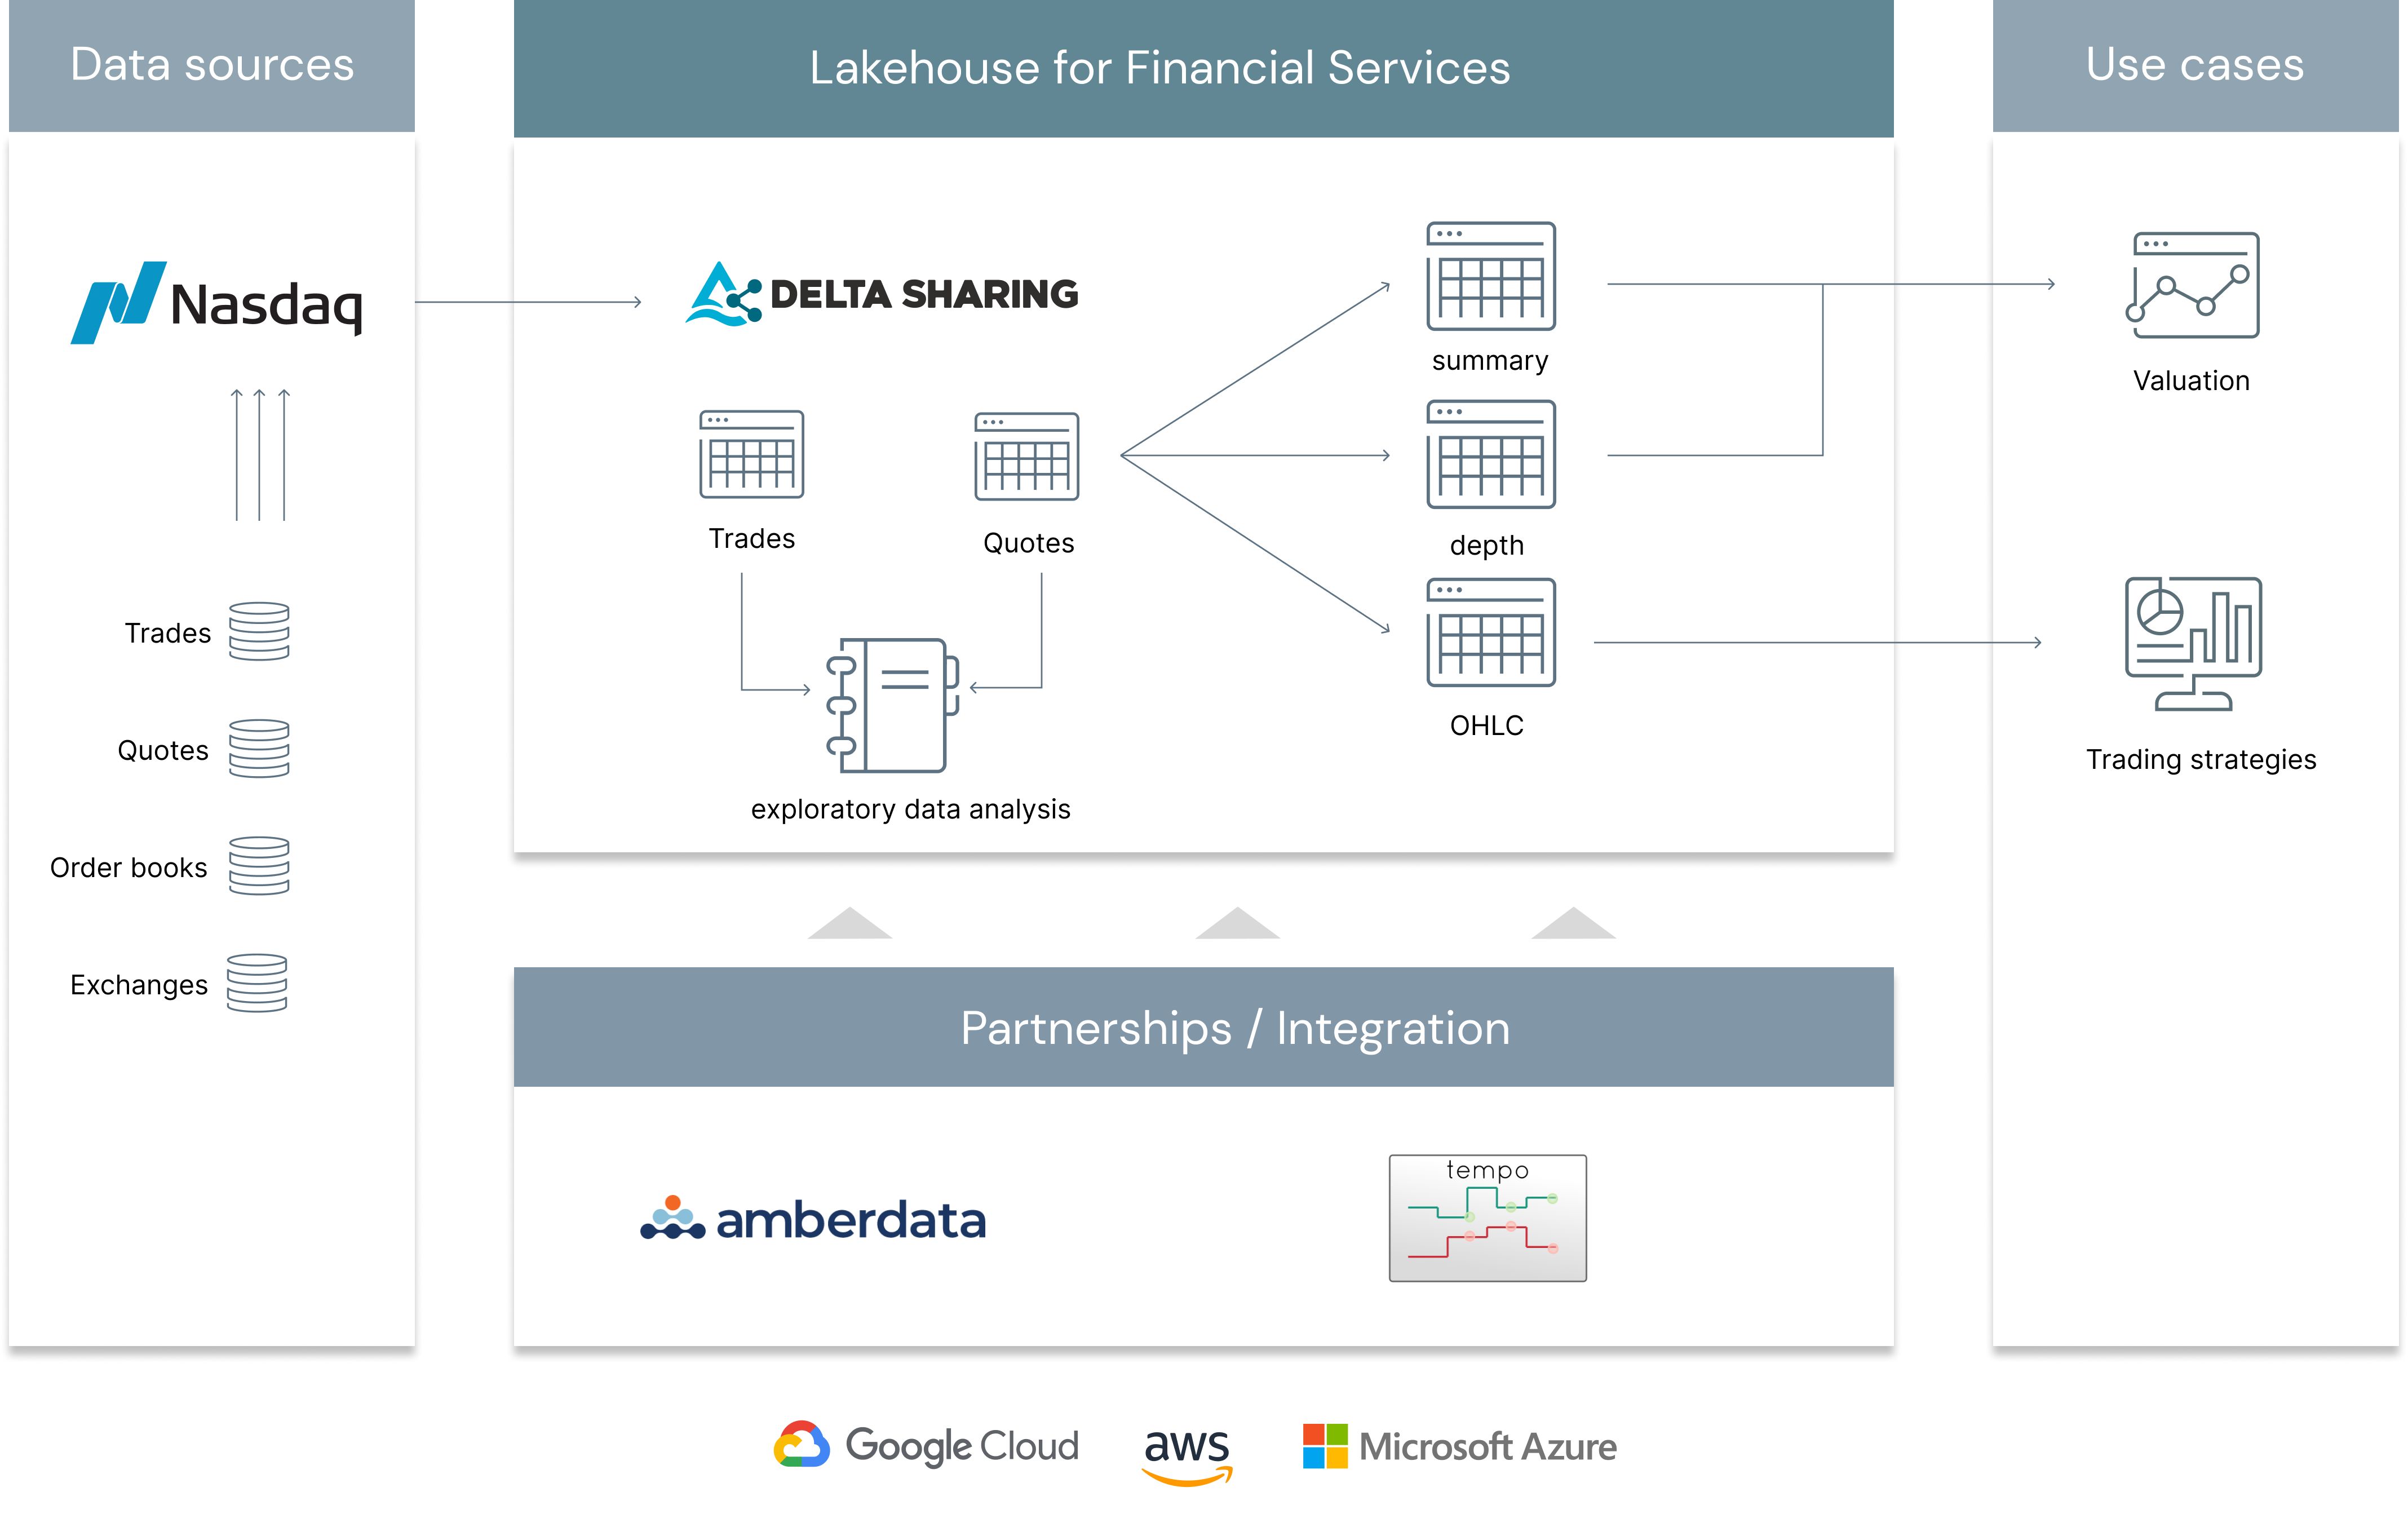 Data sources
Nasdaq
Trades
Quotes
Order books
Exchanges
Lakehouse for Financial Services
DELTA SHARING
Trades
Quotes
exploratory data analysis
summary
depth
OHLC
Partnerships / Integration
amberdata
tempo
Use cases
Valuation
Trading strategies
Google Cloud
aws
Microsoft Azure